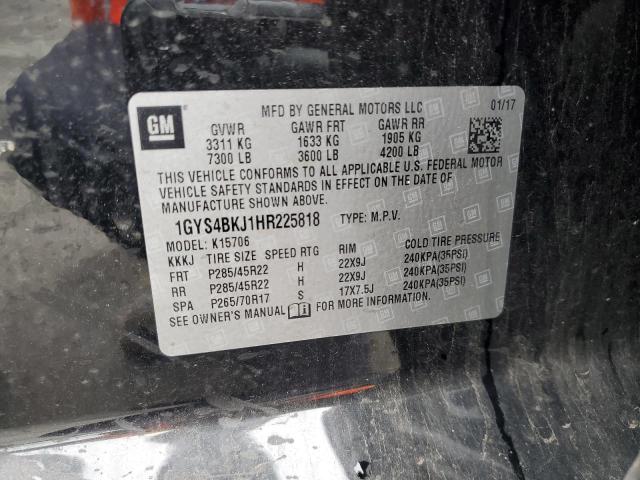 GM
MFD BY GENERAL MOTORS LLC 01/17
GVWR GAWR FRT GAWR RR
3311 KG 1633 KG 1905 KG
7300 LB 3600 LB 4200 LB
THIS VEHICLE CONFORMS TO ALL APPLICABLE U.S. FEDERAL MOTOR
VEHICLE SAFETY STANDARDS IN EFFECT ON THE DATE OF
MANUFACTURE SHOWN ABOVE.
1GYS4BKJ1HR225818 TYPE: M.P.V.
MODEL: K15706
KKKJ TIRE SIZE SPEED RTG RIM COLD TIRE PRESSURE
FRT P285/45R22 H 22X9J 240KPA(35PSI)
RR P285/45R22 H 22X9J 240KPA(35PSI)
SPA P265/70R17 S 17X7.5J 240KPA(35PSI)
SEE OWNER'S MANUAL FOR MORE INFORMATION.